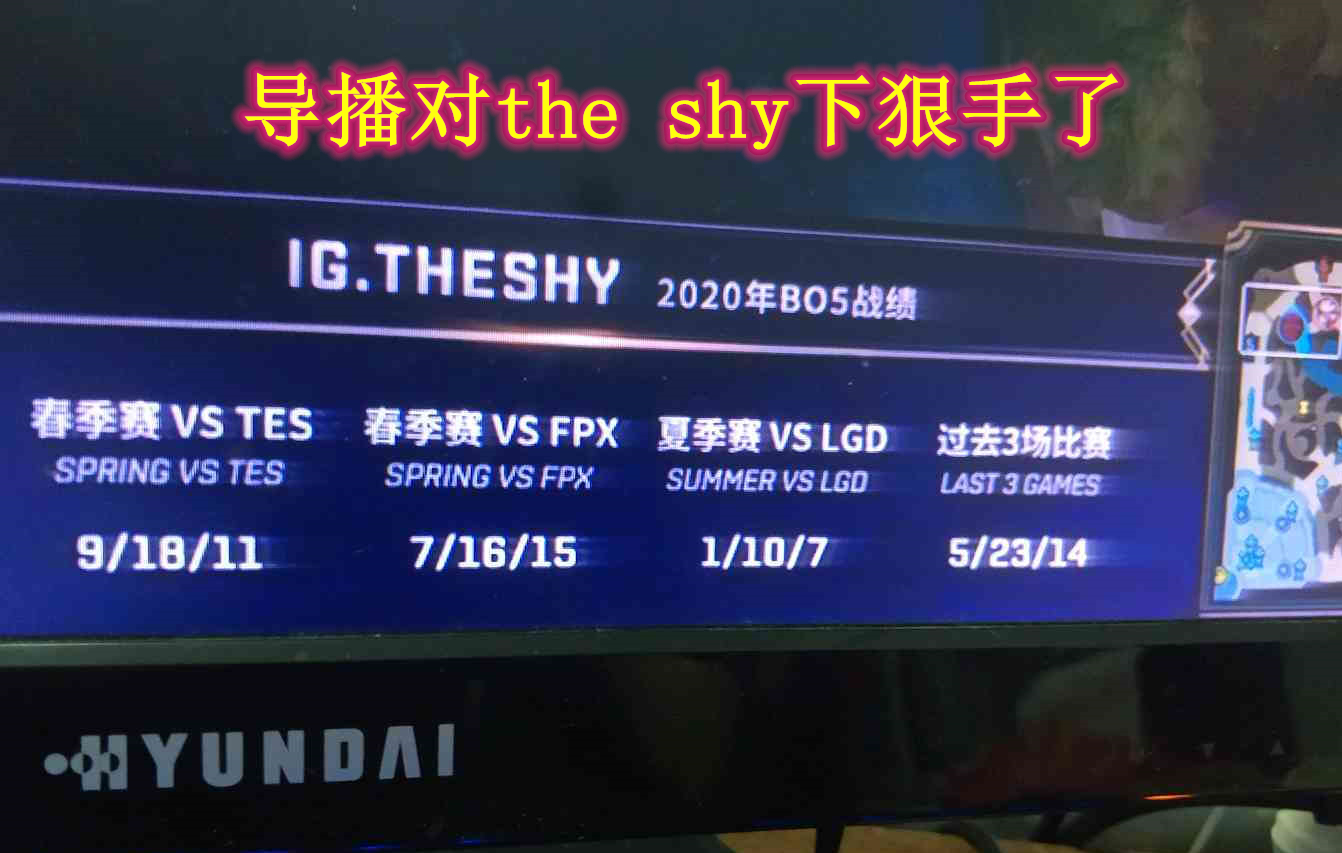 导播对the shy下狠手了
IG.THESHY 2020年BO5战绩
春季赛 VS TES
SPRING VS TES
9/18/11
春季赛 VS FPX
SPRING VS FPX
7/16/15
夏季赛 VS LGD
SUMMER VS LGD
1/10/7
过去3场比赛
LAST 3 GAMES
5/23/14
HYUNDAI